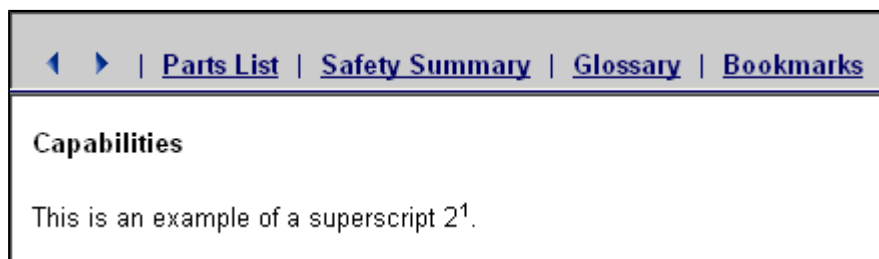 | Parts List | Safety Summary | Glossary | Bookmarks
Capabilities
This is an example of a superscript 2¹.